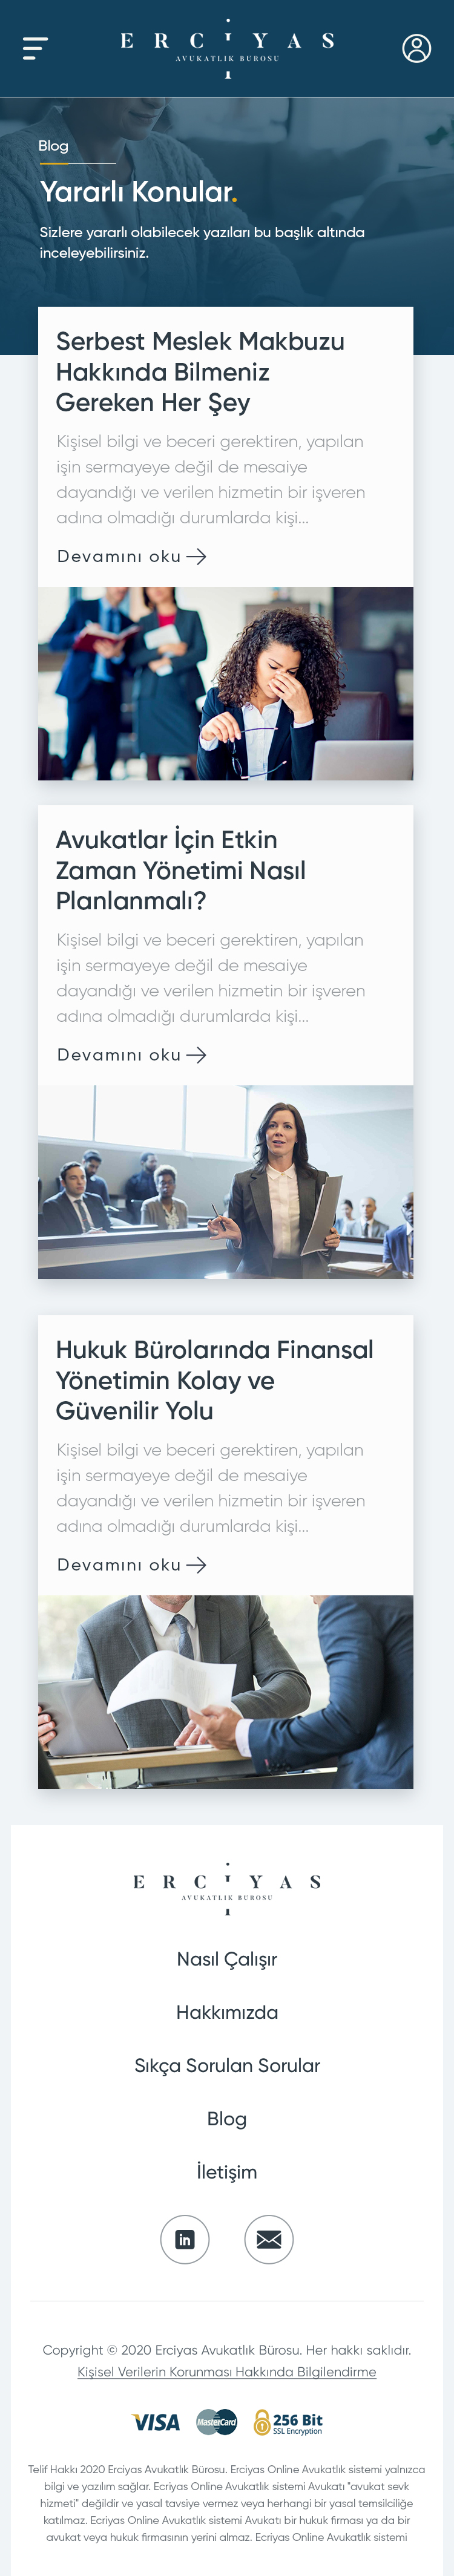 ERCIYAS
AVUKATLIK BÜROSU
Blog
Yararlı Konular.
Sizlere yararlı olabilecek yazıları bu başlık altında
inceleyebilirsiniz.
Serbest Meslek Makbuzu
Hakkında Bilmeniz
Gereken Her Şey
Kişisel bilgi ve beceri gerektiren, yapılan
işin sermayeye değil de mesaiye
dayandığı ve verilen hizmetin bir işveren
adına olmadığı durumlarda kişi...
Devamını oku
Avukatlar İçin Etkin
Zaman Yönetimi Nasıl
Planlanmalı?
Kişisel bilgi ve beceri gerektiren, yapılan
işin sermayeye değil de mesaiye
dayandığı ve verilen hizmetin bir işveren
adına olmadığı durumlarda kişi...
Devamını oku
Hukuk Bürolarında Finansal
Yönetimin Kolay ve
Güvenilir Yolu
Kişisel bilgi ve beceri gerektiren, yapılan
işin sermayeye değil de mesaiye
dayandığı ve verilen hizmetin bir işveren
adına olmadığı durumlarda kişi...
Devamını oku
ERCIYAS
AVUKATLIK BÜROSU
Nasıl Çalışır
Hakkımızda
Sıkça Sorulan Sorular
Blog
İletişim
in
Copyright © 2020 Erciyas Avukatlık Bürosu. Her hakkı saklıdır.
Kişisel Verilerin Korunması Hakkında Bilgilendirme
VISA MasterCard 256 Bit
SSL Encryption
Telif Hakkı 2020 Erciyas Avukatlık Bürosu. Erciyas Online Avukatlık sistemi yalnızca
bilgi ve yazılım sağlar. Ecriyas Online Avukatlık sistemi Avukatı "avukat sevk
hizmeti" değildir ve yasal tavsiye vermez veya herhangi bir yasal temsilciliğe
katılmaz. Ecriyas Online Avukatlık sistemi Avukatı bir hukuk firması ya da bir
avukat veya hukuk firmasının yerini almaz. Ecriyas Online Avukatlık sistemi